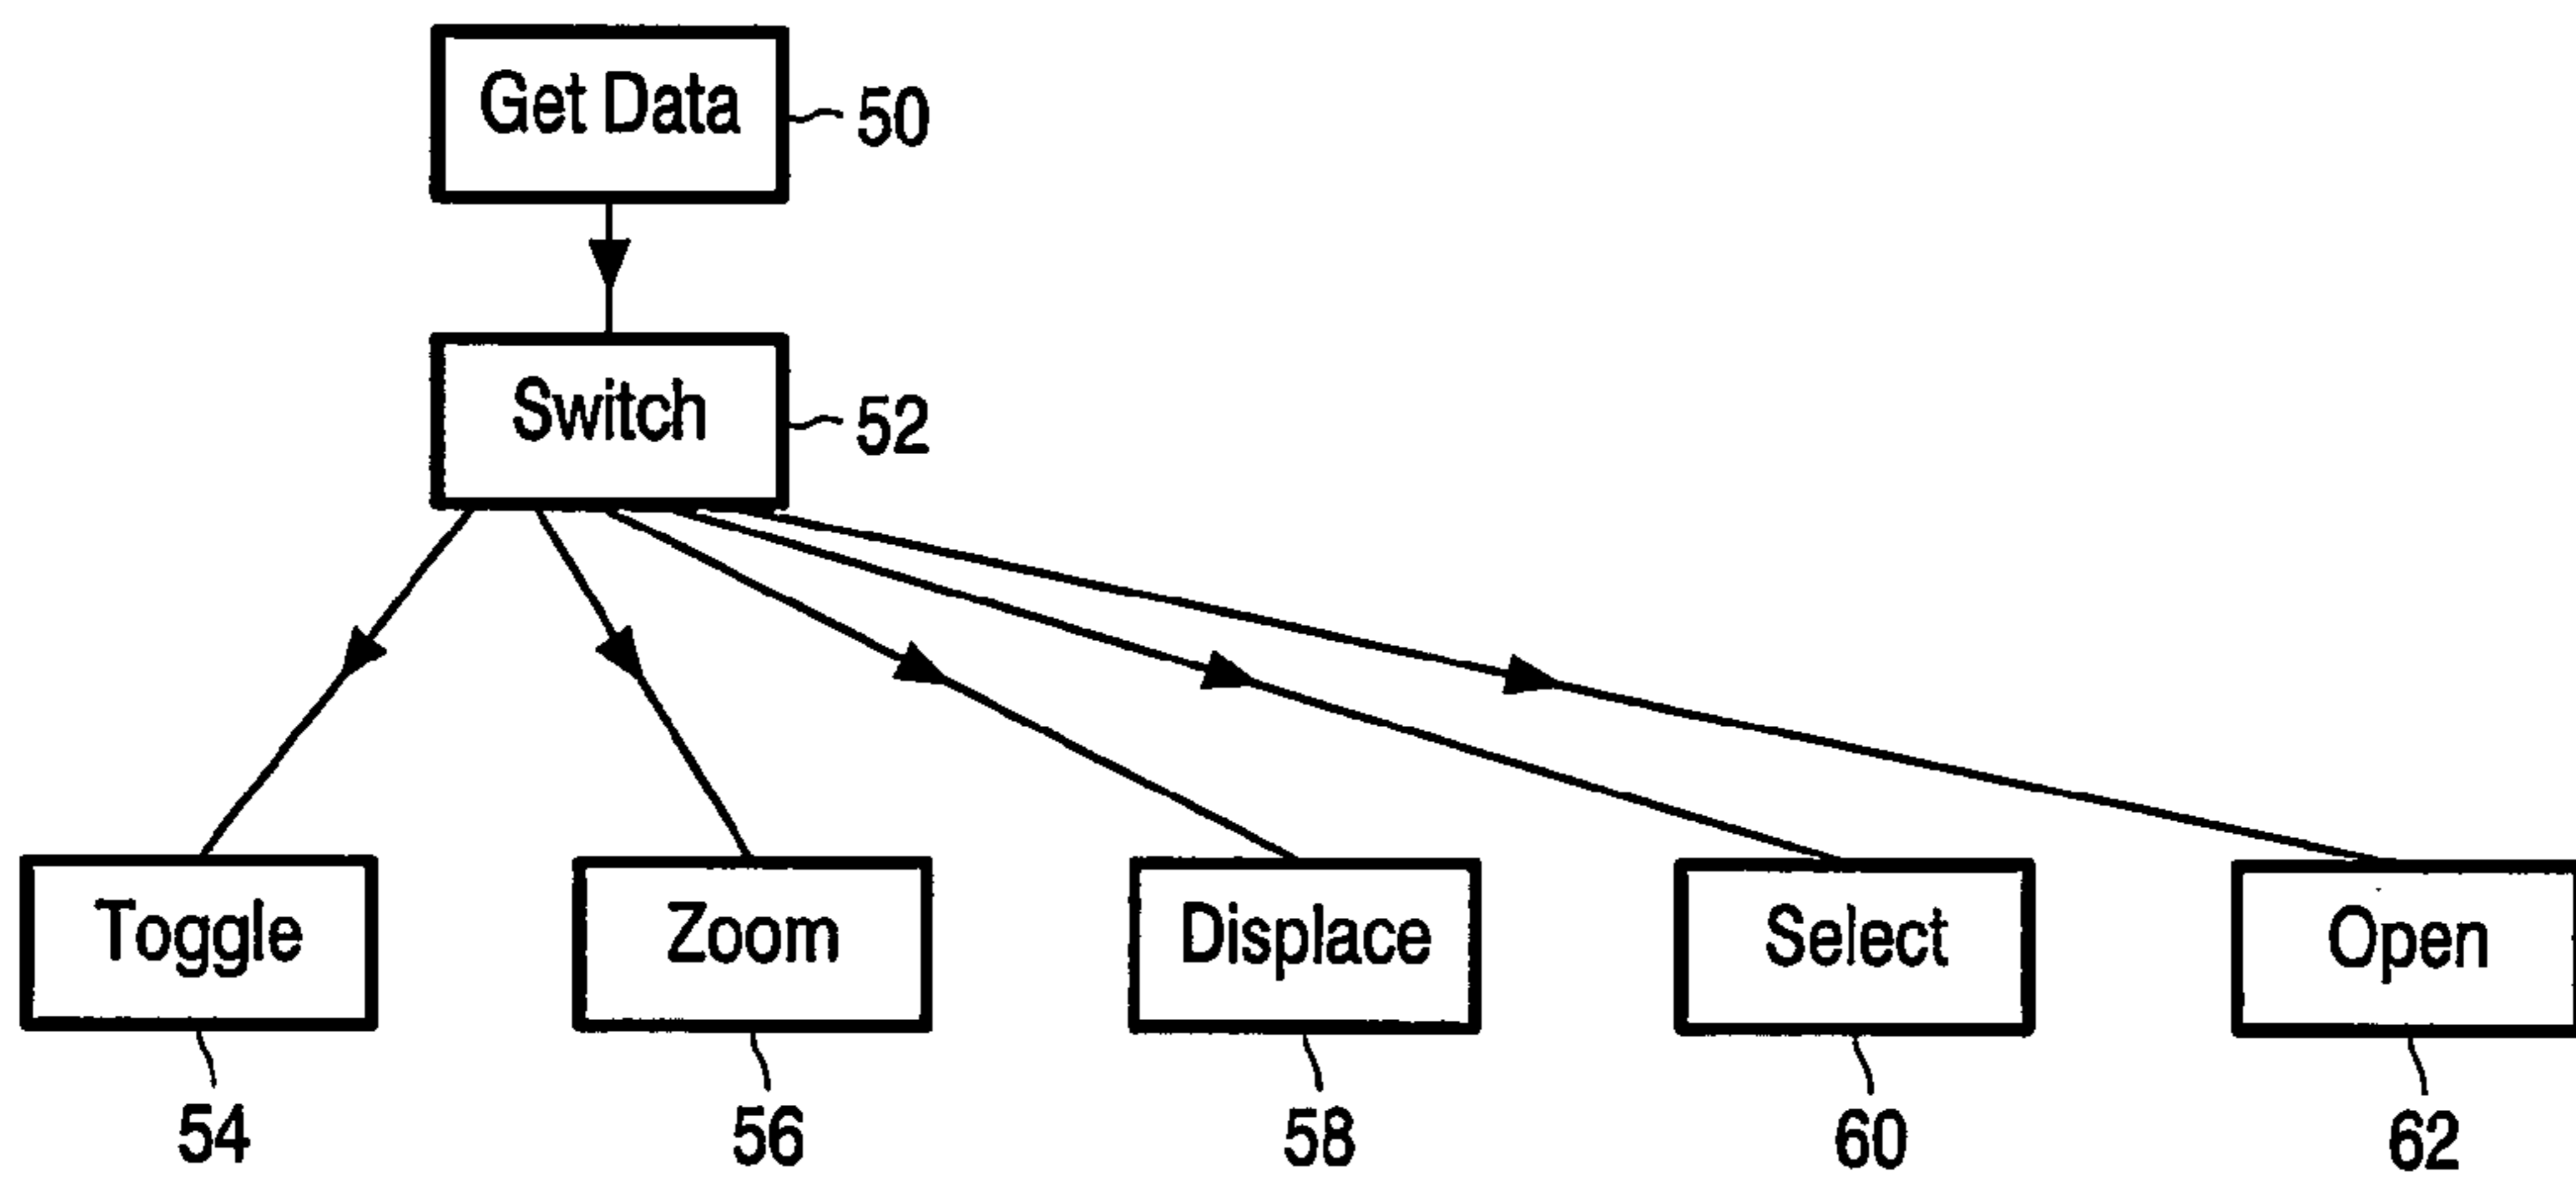 Get Data
50
Switch
52
Toggle
Zoom
Displace
Select
Open
54
56
58
60
62